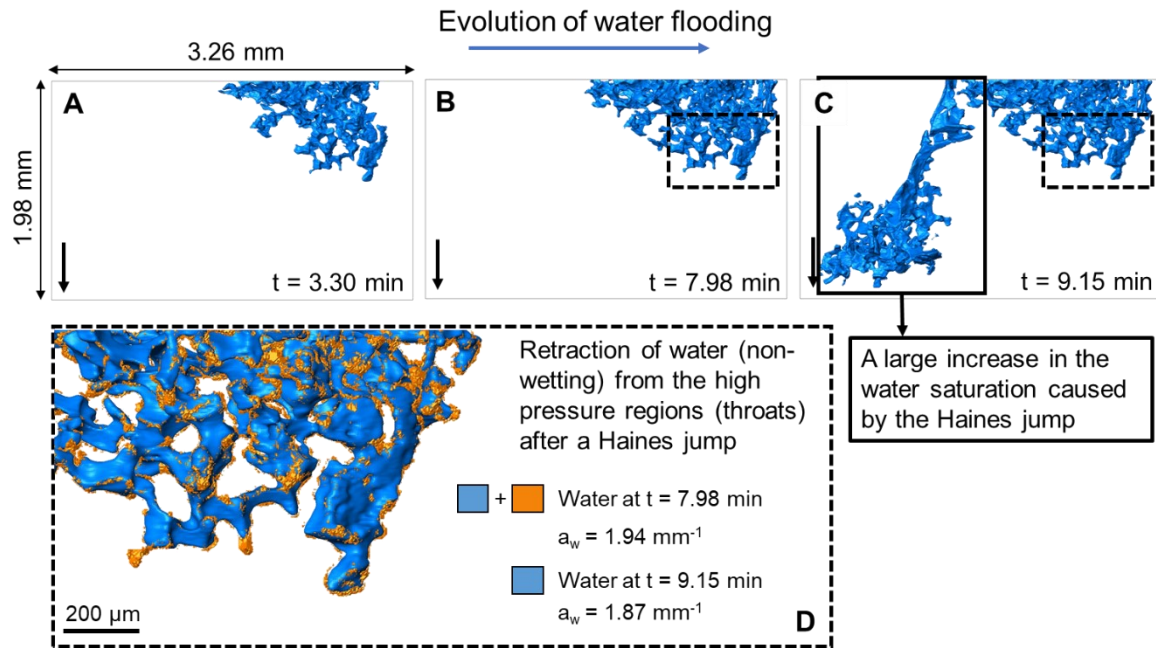 Evolution of water flooding
3.26 mm
1.98 mm
A
t = 3.30 min
B
t = 7.98 min
C
t = 9.15 min
Retraction of water (non-
wetting) from the high
pressure regions (throats)
after a Haines jump
+ Water at t = 7.98 min
a_w = 1.94 mm⁻¹
Water at t = 9.15 min
a_w = 1.87 mm⁻¹
200 µm
D
A large increase in the
water saturation caused
by the Haines jump